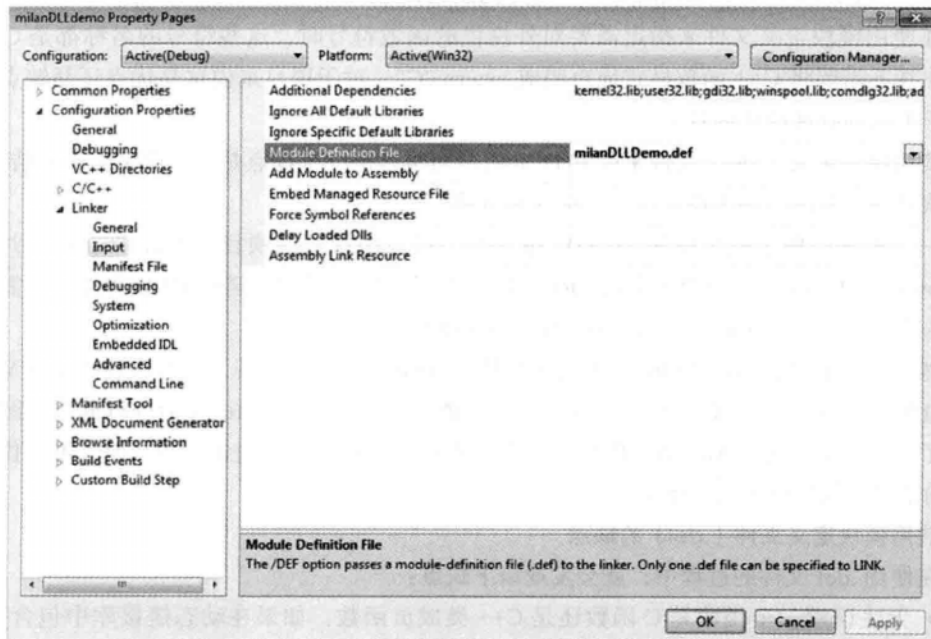 milanDLLdemo Property Pages
Configuration: Active(Debug) Platform: Active(Win32) Configuration Manager...
Common Properties
Configuration Properties
General
Debugging
VC++ Directories
C/C++
Linker
General
Input
Manifest File
Debugging
System
Optimization
Embedded IDL
Advanced
Command Line
Manifest Tool
XML Document Generator
Browse Information
Build Events
Custom Build Step
Additional Dependencies kernel32.lib;user32.lib;gdi32.lib;winspool.lib;comdlg32.lib;ad
Ignore All Default Libraries
Ignore Specific Default Libraries
Module Definition File milanDLLDemo.def
Add Module to Assembly
Embed Managed Resource File
Force Symbol References
Delay Loaded Dlls
Assembly Link Resource
Module Definition File
The /DEF option passes a module-definition file (.def) to the linker. Only one .def file can be specified to LINK.
OK Cancel Apply